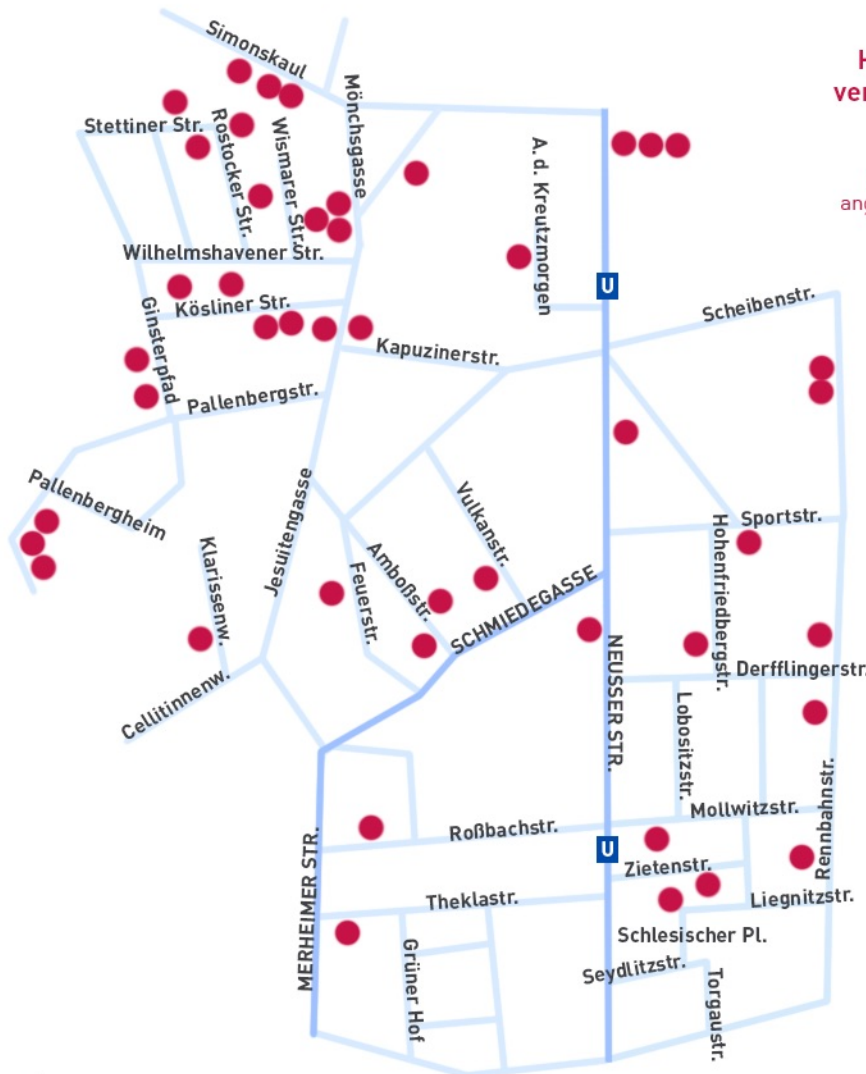 Simonskaul
H
ver
Mönchsgasse
Stettiner Str.
Rostocker Str.
Wismarer Str.
A. d. Kreutzmorgen
ang
Wilhelmshavener Str.
Ginsterpfad
Kösliner Str.
U
Scheibenstr.
Kapuzinerstr.
Pallenbergstr.
Pallenbergheim
Jesuitengasse
Vulkanstr.
Sportstr.
Hohenfriedbergstr.
Klarissenw.
Feuerstr.
Amboßstr.
SCHMIEDEGASSE
NEUSSER STR.
Derfflingerstr.
Cellitinnenw.
Lobositzstr.
Mollwitzstr.
Rennbahnstr.
Roßbachstr.
U
MERHEIMER STR.
Zietenstr.
Theklastr.
Liegnitzstr.
Schlesischer Pl.
Grüner Hof
Seydlitzstr.
Torgaustr.